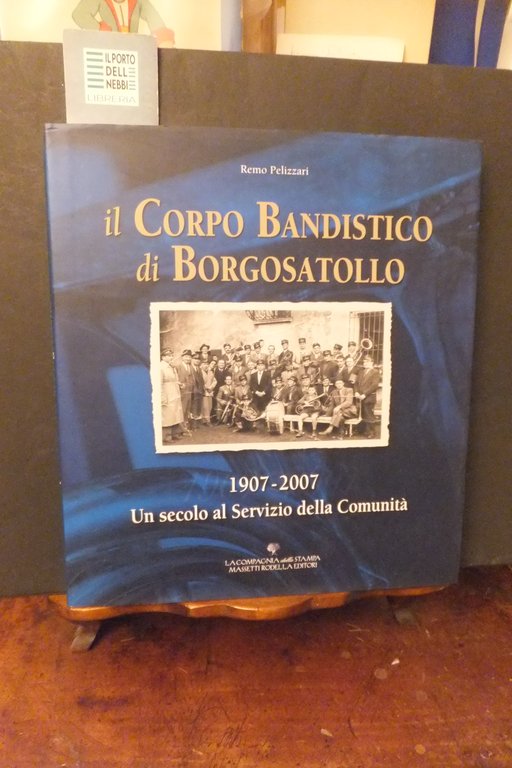 IL PORTO
DELLE
NEBBIE
LIBRERIA
Remo Pelizzari
il CORPO BANDISTICO
di BORGOSATOLLO
1907-2007
Un secolo al Servizio della Comunità
LA COMPAGNIA della STAMPA
MASSETTI RODELLA EDITORI